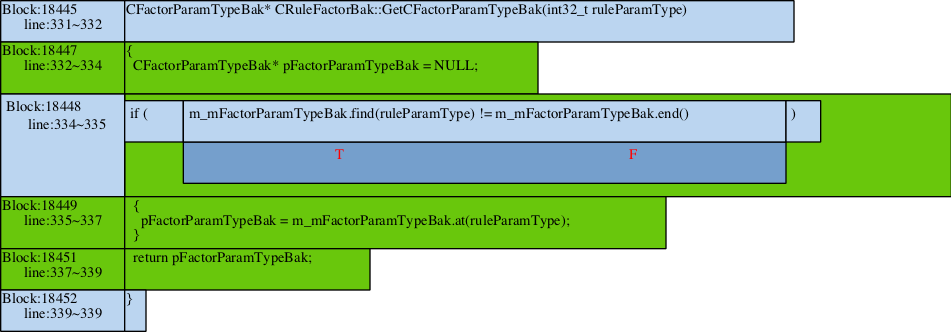 Block:18445 CFactorParamTypeBak* CRuleFactorBak::GetCFactorParamTypeBak(int32_t ruleParamType)
line:331~332
Block:18447 {
line:332~334 CFactorParamTypeBak* pFactorParamTypeBak = NULL;
Block:18448 if ( m_mFactorParamTypeBak.find(ruleParamType) != m_mFactorParamTypeBak.end() )
line:334~335
T F
Block:18449 {
line:335~337 pFactorParamTypeBak = m_mFactorParamTypeBak.at(ruleParamType);
}
Block:18451 return pFactorParamTypeBak;
line:337~339
Block:18452 }
line:339~339